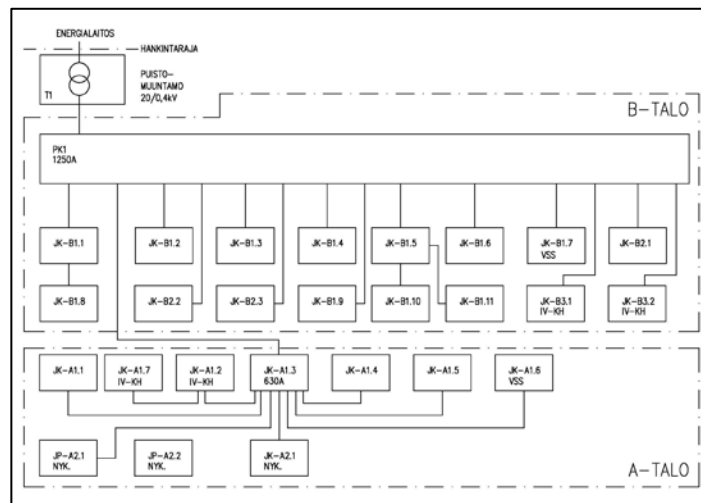 ENERGIALAITOS
HANKINTARAJA
T1
PUISTO-
MUUNTAMO
20/0,4kV
B-TALO
PK1
1250A
JK-B1.1
JK-B1.2
JK-B1.3
JK-B1.4
JK-B1.5
JK-B1.6
JK-B1.7
VSS
JK-B2.1
JK-B1.8
JK-B2.2
JK-B2.3
JK-B1.9
JK-B1.10
JK-B1.11
JK-B3.1
IV-KH
JK-B3.2
IV-KH
JK-A1.1
JK-A1.7
IV-KH
JK-A1.2
IV-KH
JK-A1.3
630A
JK-A1.4
JK-A1.5
JK-A1.6
VSS
JP-A2.1
NYK.
JP-A2.2
NYK.
JK-A2.1
NYK.
A-TALO